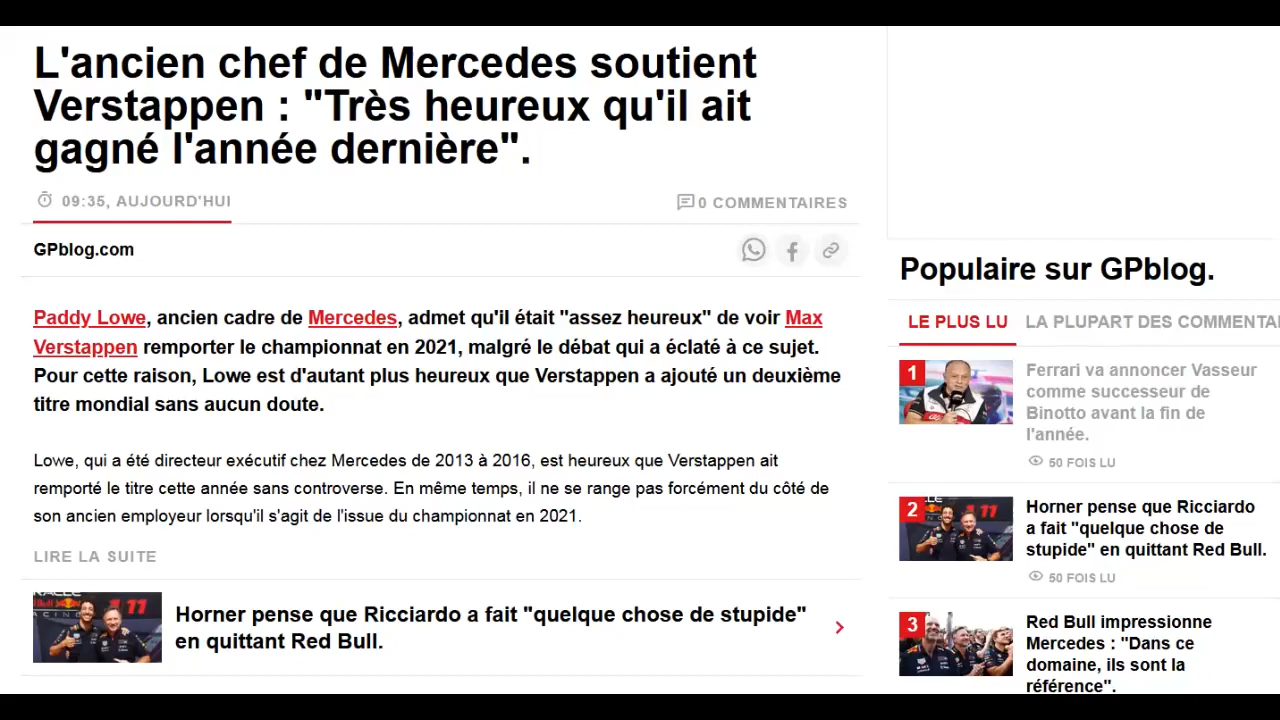 L'ancien chef de Mercedes soutient
Verstappen : "Très heureux qu'il ait
gagné l'année dernière".
09:35, AUJOURD'HUI
0 COMMENTAIRES
GPblog.com
Paddy Lowe, ancien cadre de Mercedes, admet qu'il était "assez heureux" de voir Max
Verstappen remporter le championnat en 2021, malgré le débat qui a éclaté à ce sujet.
Pour cette raison, Lowe est d'autant plus heureux que Verstappen a ajouté un deuxième
titre mondial sans aucun doute.
Lowe, qui a été directeur exécutif chez Mercedes de 2013 à 2016, est heureux que Verstappen ait
remporté le titre cette année sans controverse. En même temps, il ne se range pas forcément du côté de
son ancien employeur lorsqu'il s'agit de l'issue du championnat en 2021.
LIRE LA SUITE
Horner pense que Ricciardo a fait "quelque chose de stupide"
en quittant Red Bull.
Populaire sur GPblog.
LE PLUS LU
LA PLUPART DES COMMENTA
1
Ferrari va annoncer Vasseur
comme successeur de
Binotto avant la fin de
l'année.
50 FOIS LU
2
Horner pense que Ricciardo
a fait "quelque chose de
stupide" en quittant Red Bull.
50 FOIS LU
3
Red Bull impressionne
Mercedes : "Dans ce
domaine, ils sont la
référence".